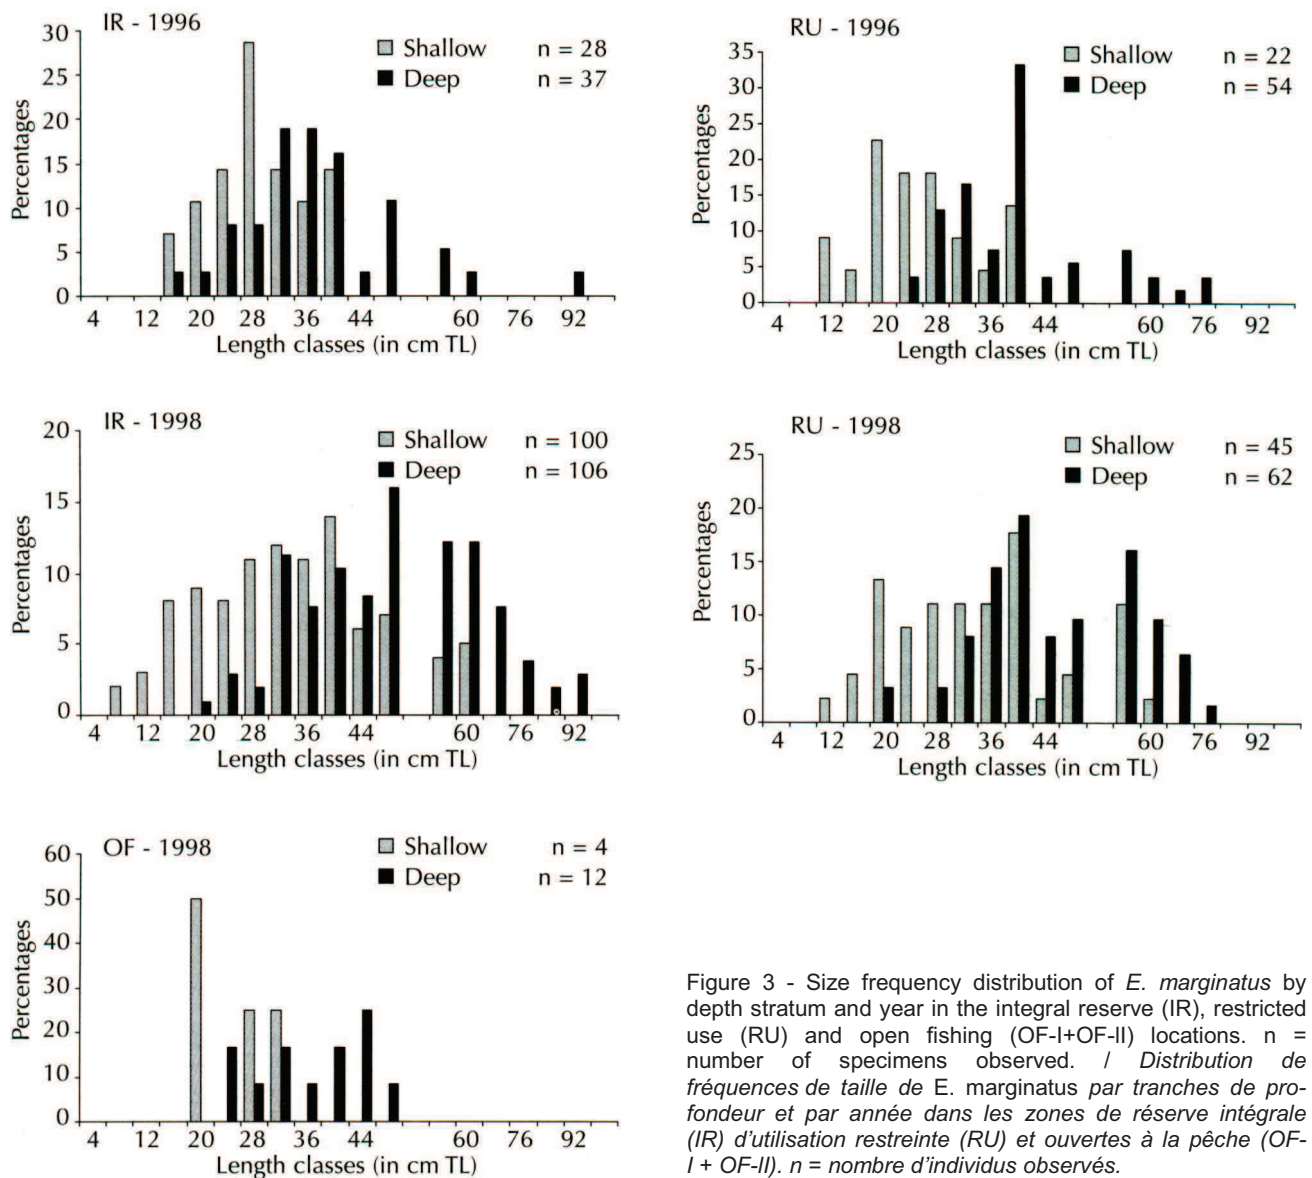 IR - 1996
Shallow n = 28
Deep n = 37
Percentages
30
25
20
15
10
5
0
4 12 20 28 36 44 60 76 92
Length classes (in cm TL)
RU - 1996
Shallow n = 22
Deep n = 54
Percentages
35
30
25
20
15
10
5
0
4 12 20 28 36 44 60 76 92
Length classes (in cm TL)
IR - 1998
Shallow n = 100
Deep n = 106
Percentages
20
15
10
5
0
4 12 20 28 36 44 60 76 92
Length classes (in cm TL)
RU - 1998
Shallow n = 45
Deep n = 62
Percentages
25
20
15
10
5
0
4 12 20 28 36 44 60 76 92
Length classes (in cm TL)
OF - 1998
Shallow n = 4
Deep n = 12
Percentages
60
50
40
30
20
10
0
4 12 20 28 36 44 60 76 92
Length classes (in cm TL)
Figure 3 - Size frequency distribution of E. marginatus by
depth stratum and year in the integral reserve (IR), restricted
use (RU) and open fishing (OF-I+OF-II) locations. n =
number of specimens observed. / Distribution de
fréquences de taille de E. marginatus par tranches de pro-
fondeur et par année dans les zones de réserve intégrale
(IR) d'utilisation restreinte (RU) et ouvertes à la pêche (OF-
I + OF-II). n = nombre d'individus observés.